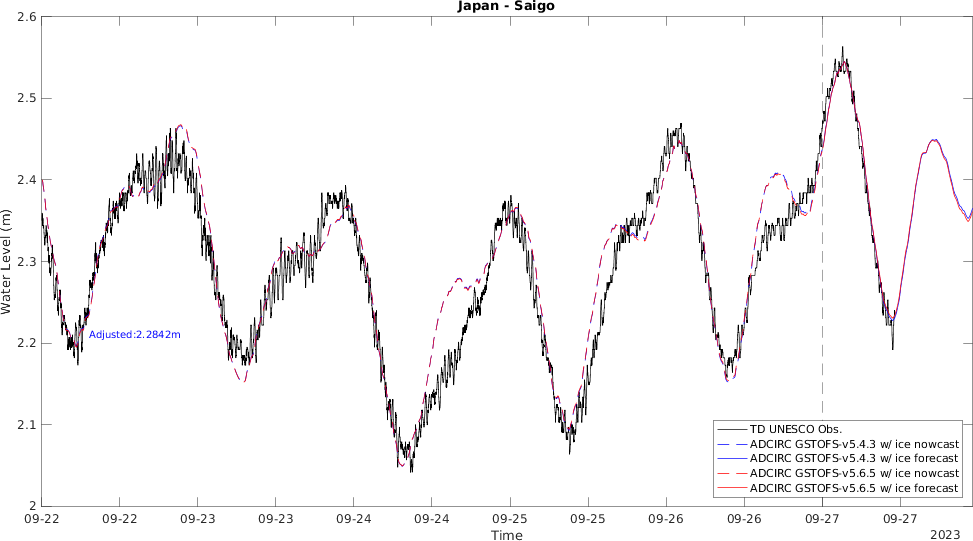 Japan - Saigo
2.6
2.5
2.4
2.3
2.2
2.1
2
Water Level (m)
Adjusted:2.2842m
TD UNESCO Obs.
ADCIRC GSTOFS-v5.4.3 w/ ice nowcast
ADCIRC GSTOFS-v5.4.3 w/ ice forecast
ADCIRC GSTOFS-v5.6.5 w/ ice nowcast
ADCIRC GSTOFS-v5.6.5 w/ ice forecast
09-22 09-22 09-23 09-23 09-24 09-24 09-25 09-25 09-26 09-26 09-27 09-27
Time
2023